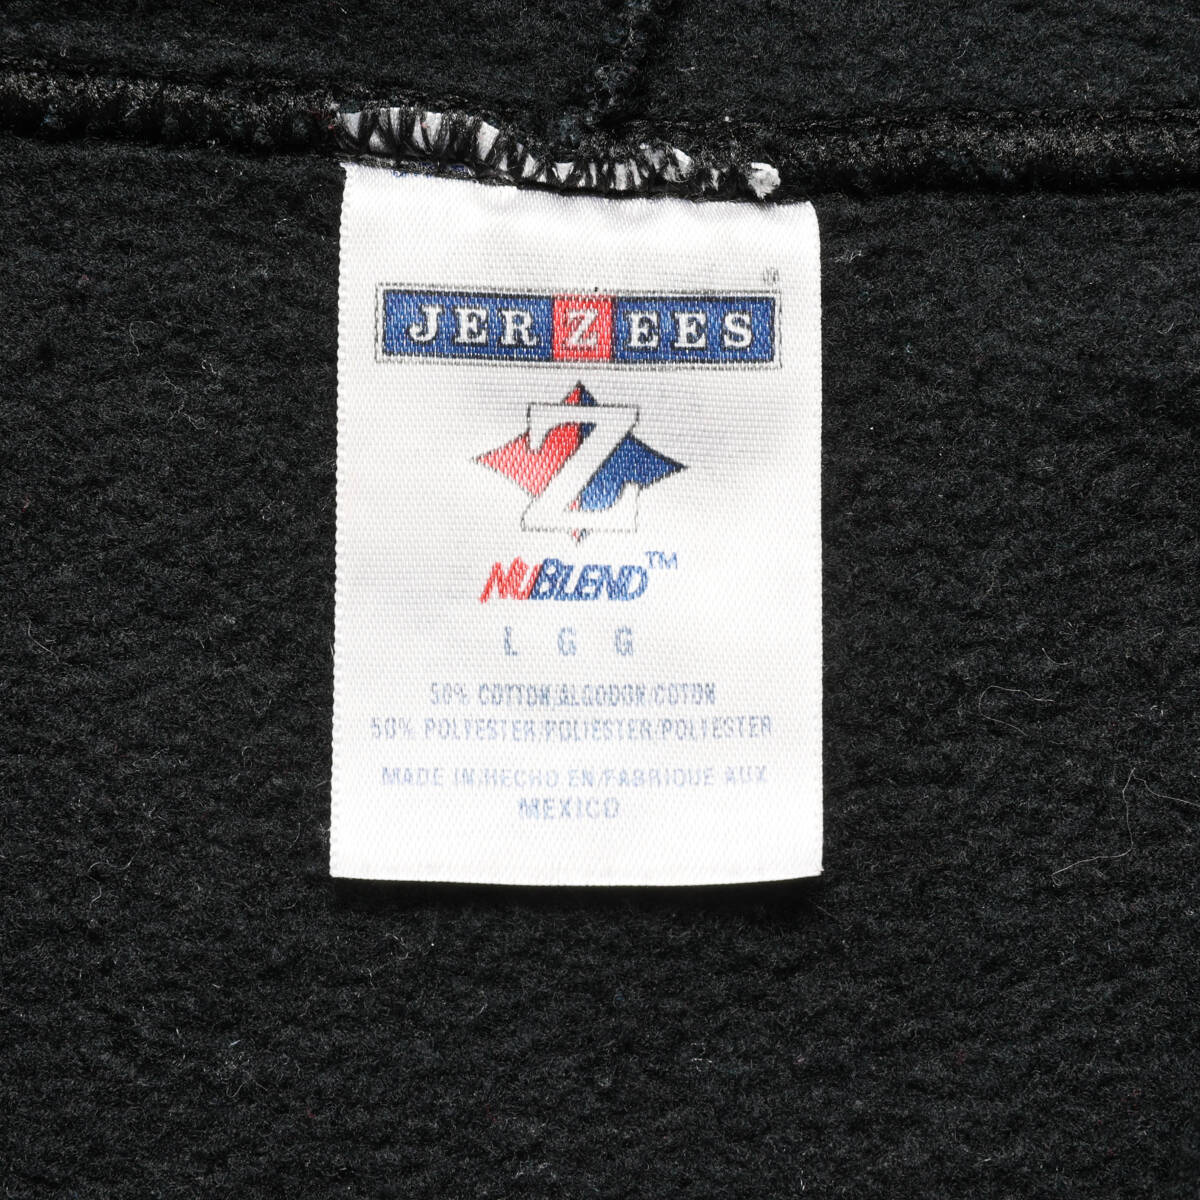 ®
JERZEES
Z
NUBLEND™
L G G
50% COTTON/ALGODON/COTON
50% POLYESTER/POLIESTER/POLYESTER
MADE IN/HECHO EN/FABRIQUE AUX
MEXICO